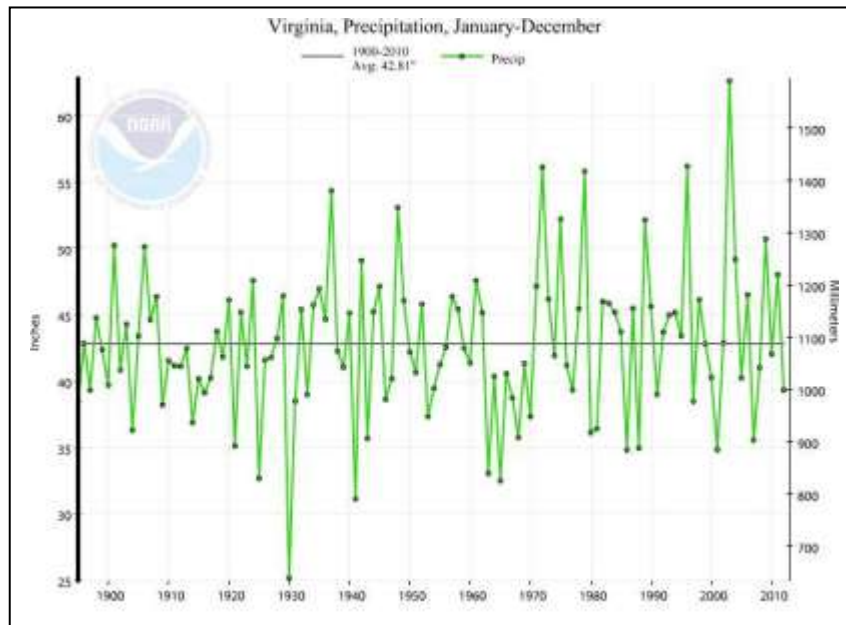 Virginia, Precipitation, January-December
1900-2010
Avg: 42.81"
Precip
NOAA
60
55
50
45
40
35
30
25
Inches
1500
1400
1300
1200
1100
1000
900
800
700
Millimeters
1900 1910 1920 1930 1940 1950 1960 1970 1980 1990 2000 2010